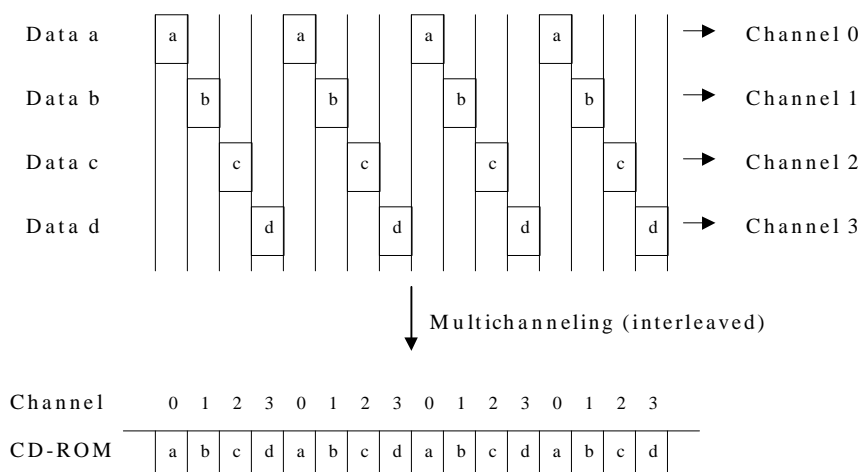 Data a a a a a Channel 0
Data b b b b b Channel 1
Data c c c c c Channel 2
Data d d d d d Channel 3
Multichanneling (interleaved)
Channel 0 1 2 3 0 1 2 3 0 1 2 3 0 1 2 3
CD-ROM a b c d a b c d a b c d a b c d